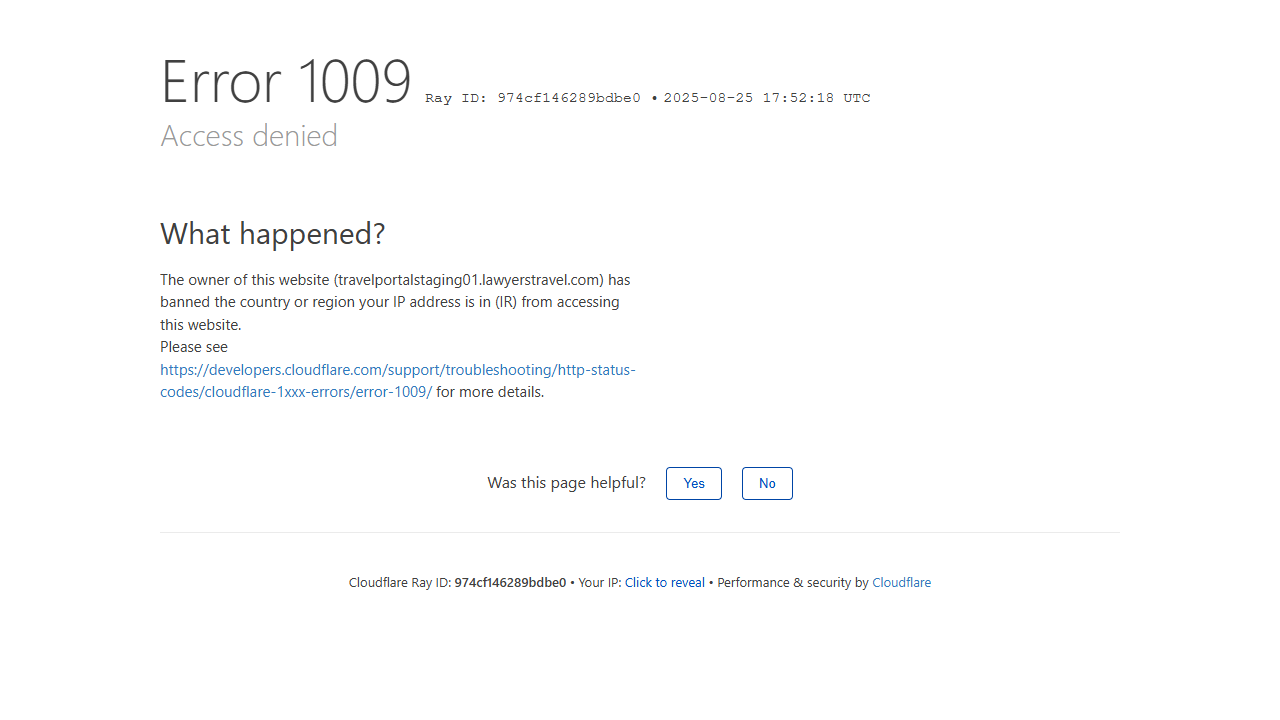 Error 1009 Ray ID: 974cf146289bdbe0 • 2025-08-25 17:52:18 UTC
Access denied
What happened?
The owner of this website (travelportalstaging01.lawyerstravel.com) has
banned the country or region your IP address is in (IR) from accessing
this website.
Please see
https://developers.cloudflare.com/support/troubleshooting/http-status-
codes/cloudflare-1xxx-errors/error-1009/ for more details.
Was this page helpful? Yes No
Cloudflare Ray ID: 974cf146289bdbe0 • Your IP: Click to reveal • Performance & security by Cloudflare